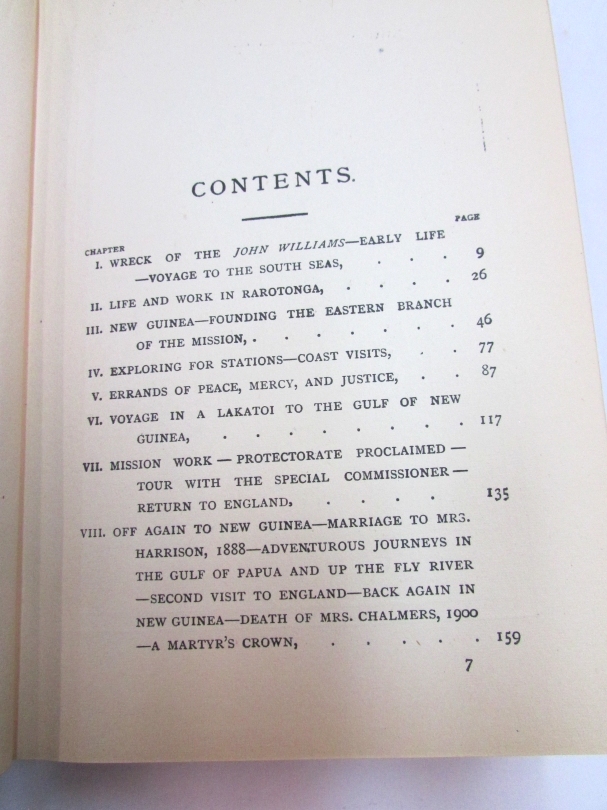 CONTENTS.
CHAPTER PAGE
I. WRECK OF THE JOHN WILLIAMS—EARLY LIFE
—VOYAGE TO THE SOUTH SEAS, . . . 9
II. LIFE AND WORK IN RAROTONGA, . . . . 26
III. NEW GUINEA—FOUNDING THE EASTERN BRANCH
OF THE MISSION, . . . . . . . 46
IV. EXPLORING FOR STATIONS—COAST VISITS, . . 77
V. ERRANDS OF PEACE, MERCY, AND JUSTICE, . . 87
VI. VOYAGE IN A LAKATOI TO THE GULF OF NEW
GUINEA, . . . . . . . . 117
VII. MISSION WORK — PROTECTORATE PROCLAIMED —
TOUR WITH THE SPECIAL COMMISSIONER —
RETURN TO ENGLAND, . . . . 135
VIII. OFF AGAIN TO NEW GUINEA—MARRIAGE TO MRS.
HARRISON, 1888—ADVENTUROUS JOURNEYS IN
THE GULF OF PAPUA AND UP THE FLY RIVER
—SECOND VISIT TO ENGLAND—BACK AGAIN IN
NEW GUINEA—DEATH OF MRS. CHALMERS, 1900
—A MARTYR'S CROWN, . . . . . 159
7